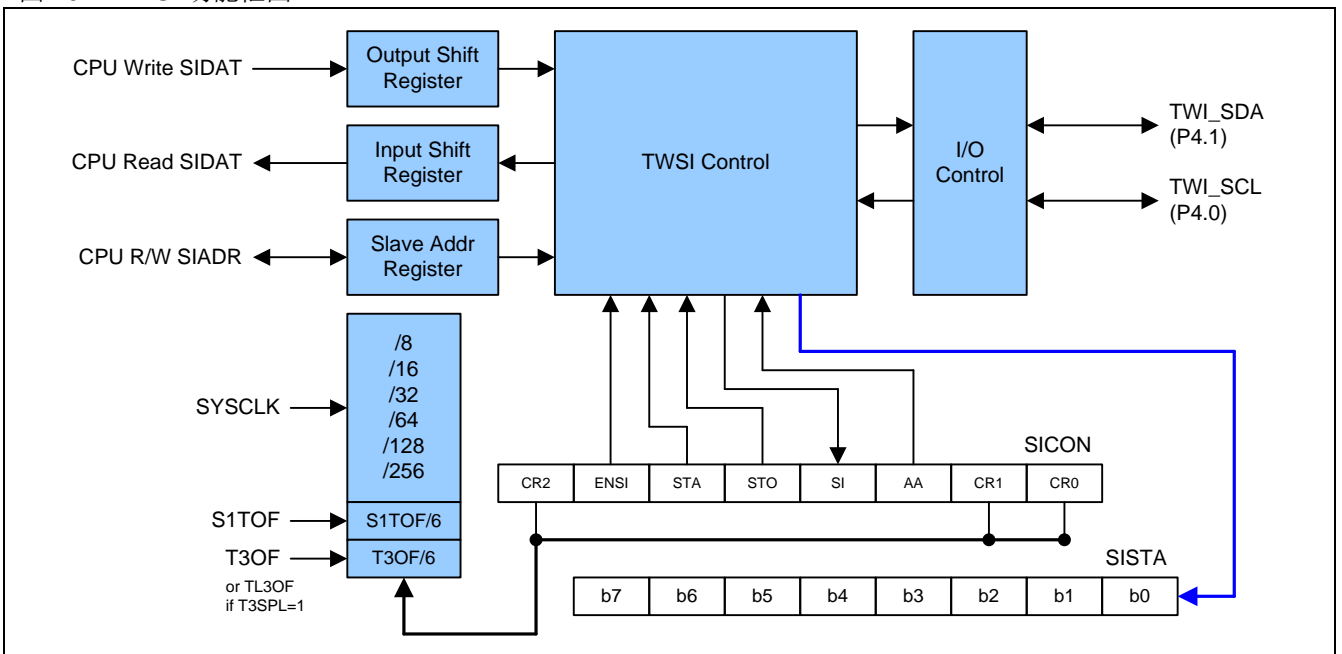 CPU Write SIDAT
Output Shift
Register
CPU Read SIDAT
Input Shift
Register
CPU R/W SIADR
Slave Addr
Register
TWSI Control
I/O
Control
TWI_SDA
(P4.1)
TWI_SCL
(P4.0)
SYSCLK
/8
/16
/32
/64
/128
/256
S1TOF
S1TOF/6
T3OF
T3OF/6
or TL3OF
if T3SPL=1
SICON
CR2 ENSI STA STO SI AA CR1 CR0
SISTA
b7 b6 b5 b4 b3 b2 b1 b0